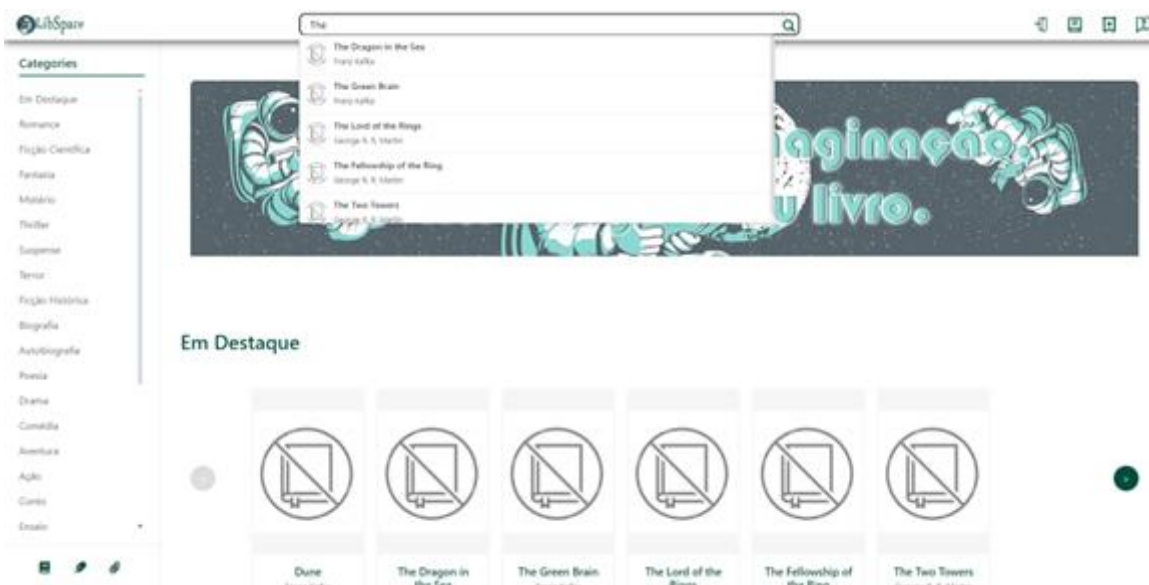 LibSpace
The
The Dragon in the Sea
Franz Kafka
The Green Brain
Franz Kafka
The Lord of the Rings
George R. R. Martin
The Fellowship of the Ring
George R. R. Martin
The Two Towers
George R. R. Martin
Categories
Em Destaque
Romance
Ficção Científica
Fantasia
Mistério
Thriller
Suspense
Terror
Ficção Histórica
Biografia
Autobiografia
Poesia
Drama
Comédia
Aventura
Ação
Conto
Ensaio
aginação,
u livro.
Em Destaque
Dune
The Dragon in
the Sea
The Green Brain
The Lord of the
Rings
The Fellowship of
the Ring
The Two Towers